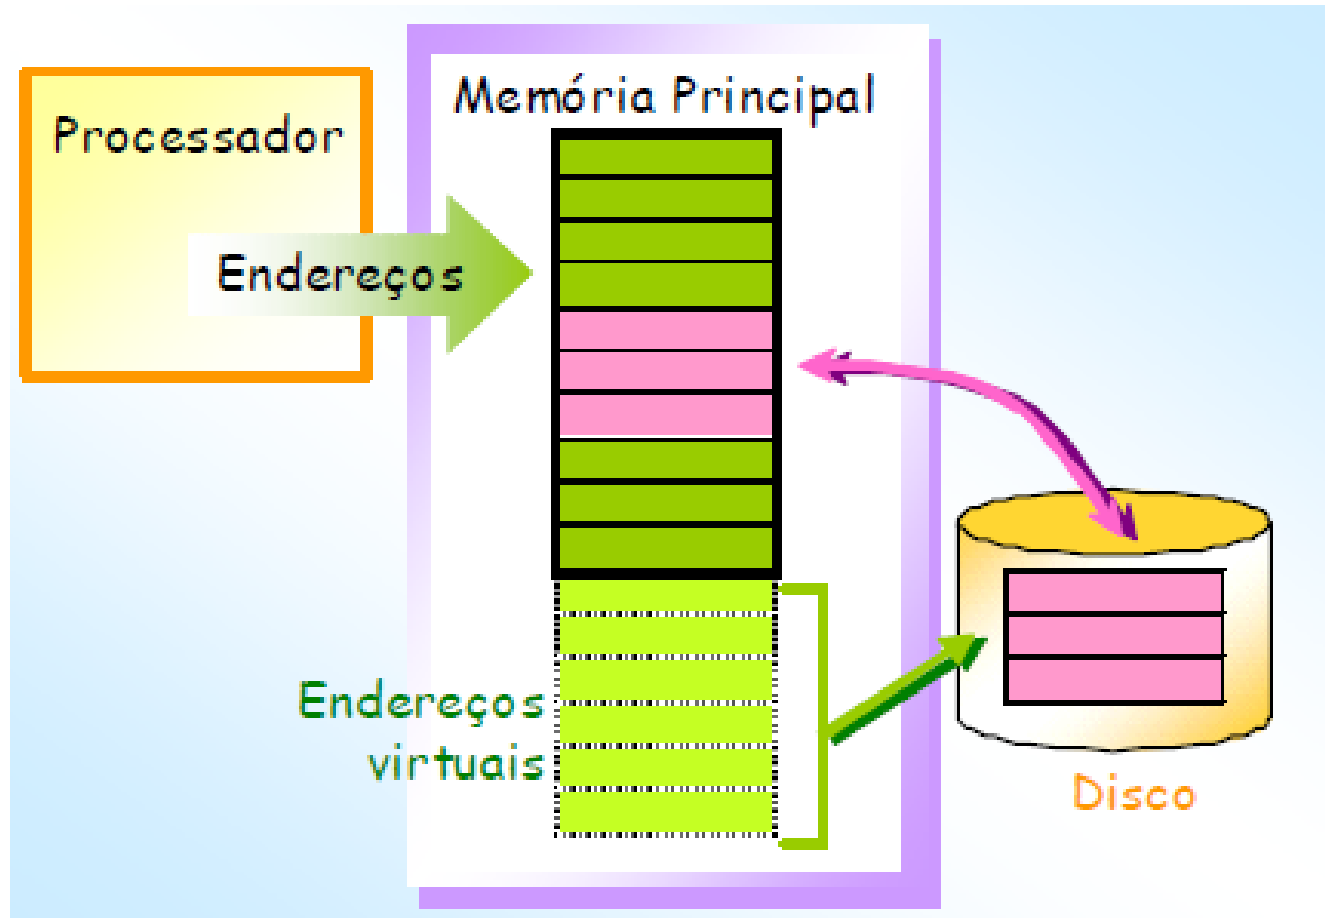 Memória Principal
Processador
Endereços
Endereços
virtuais
Disco